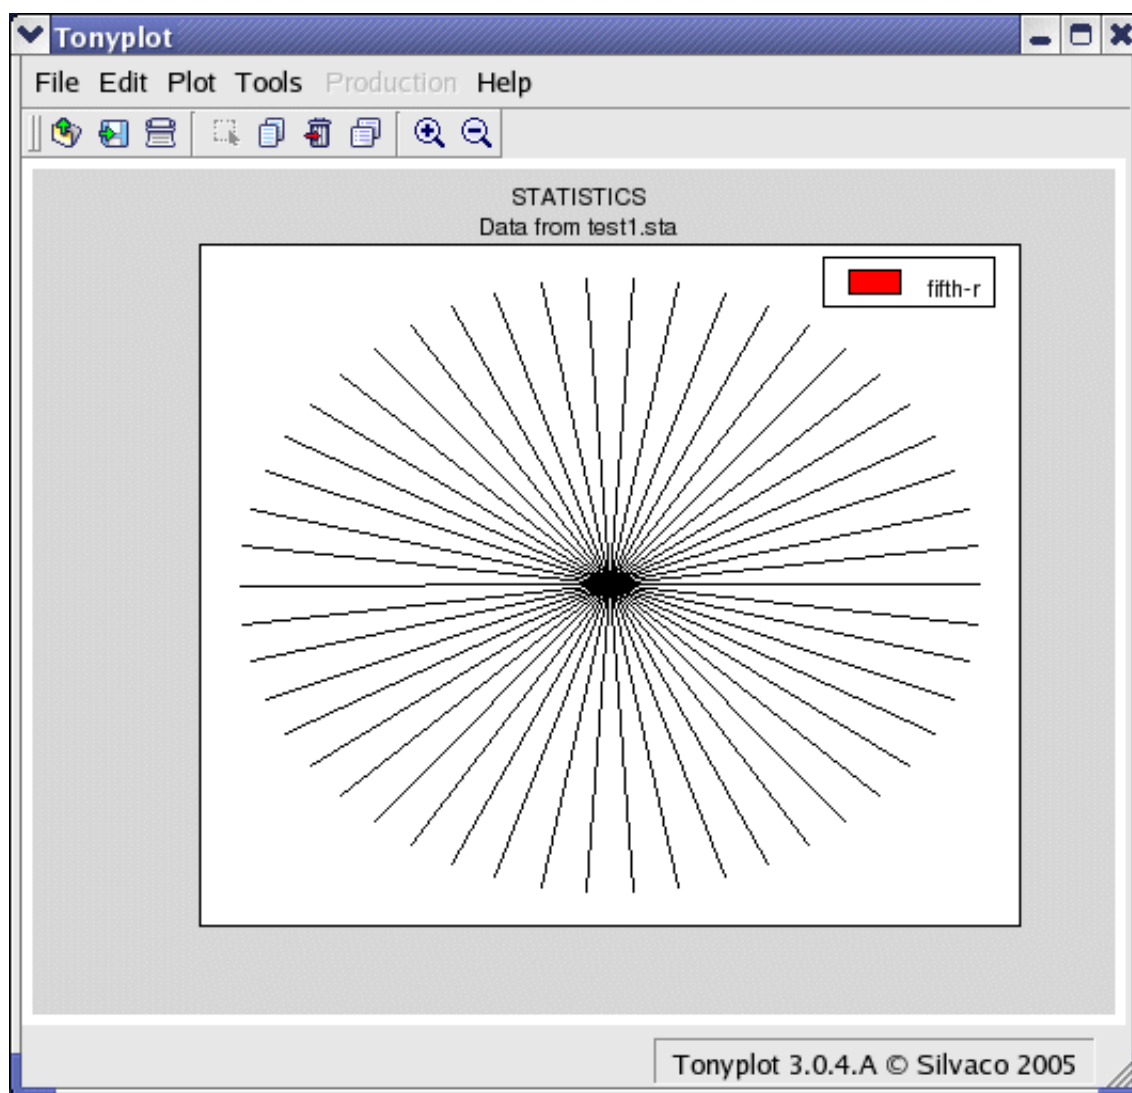 Tonyplot
File Edit Plot Tools Production Help
STATISTICS
Data from test1.sta
fifth-r
Tonyplot 3.0.4.A © Silvaco 2005